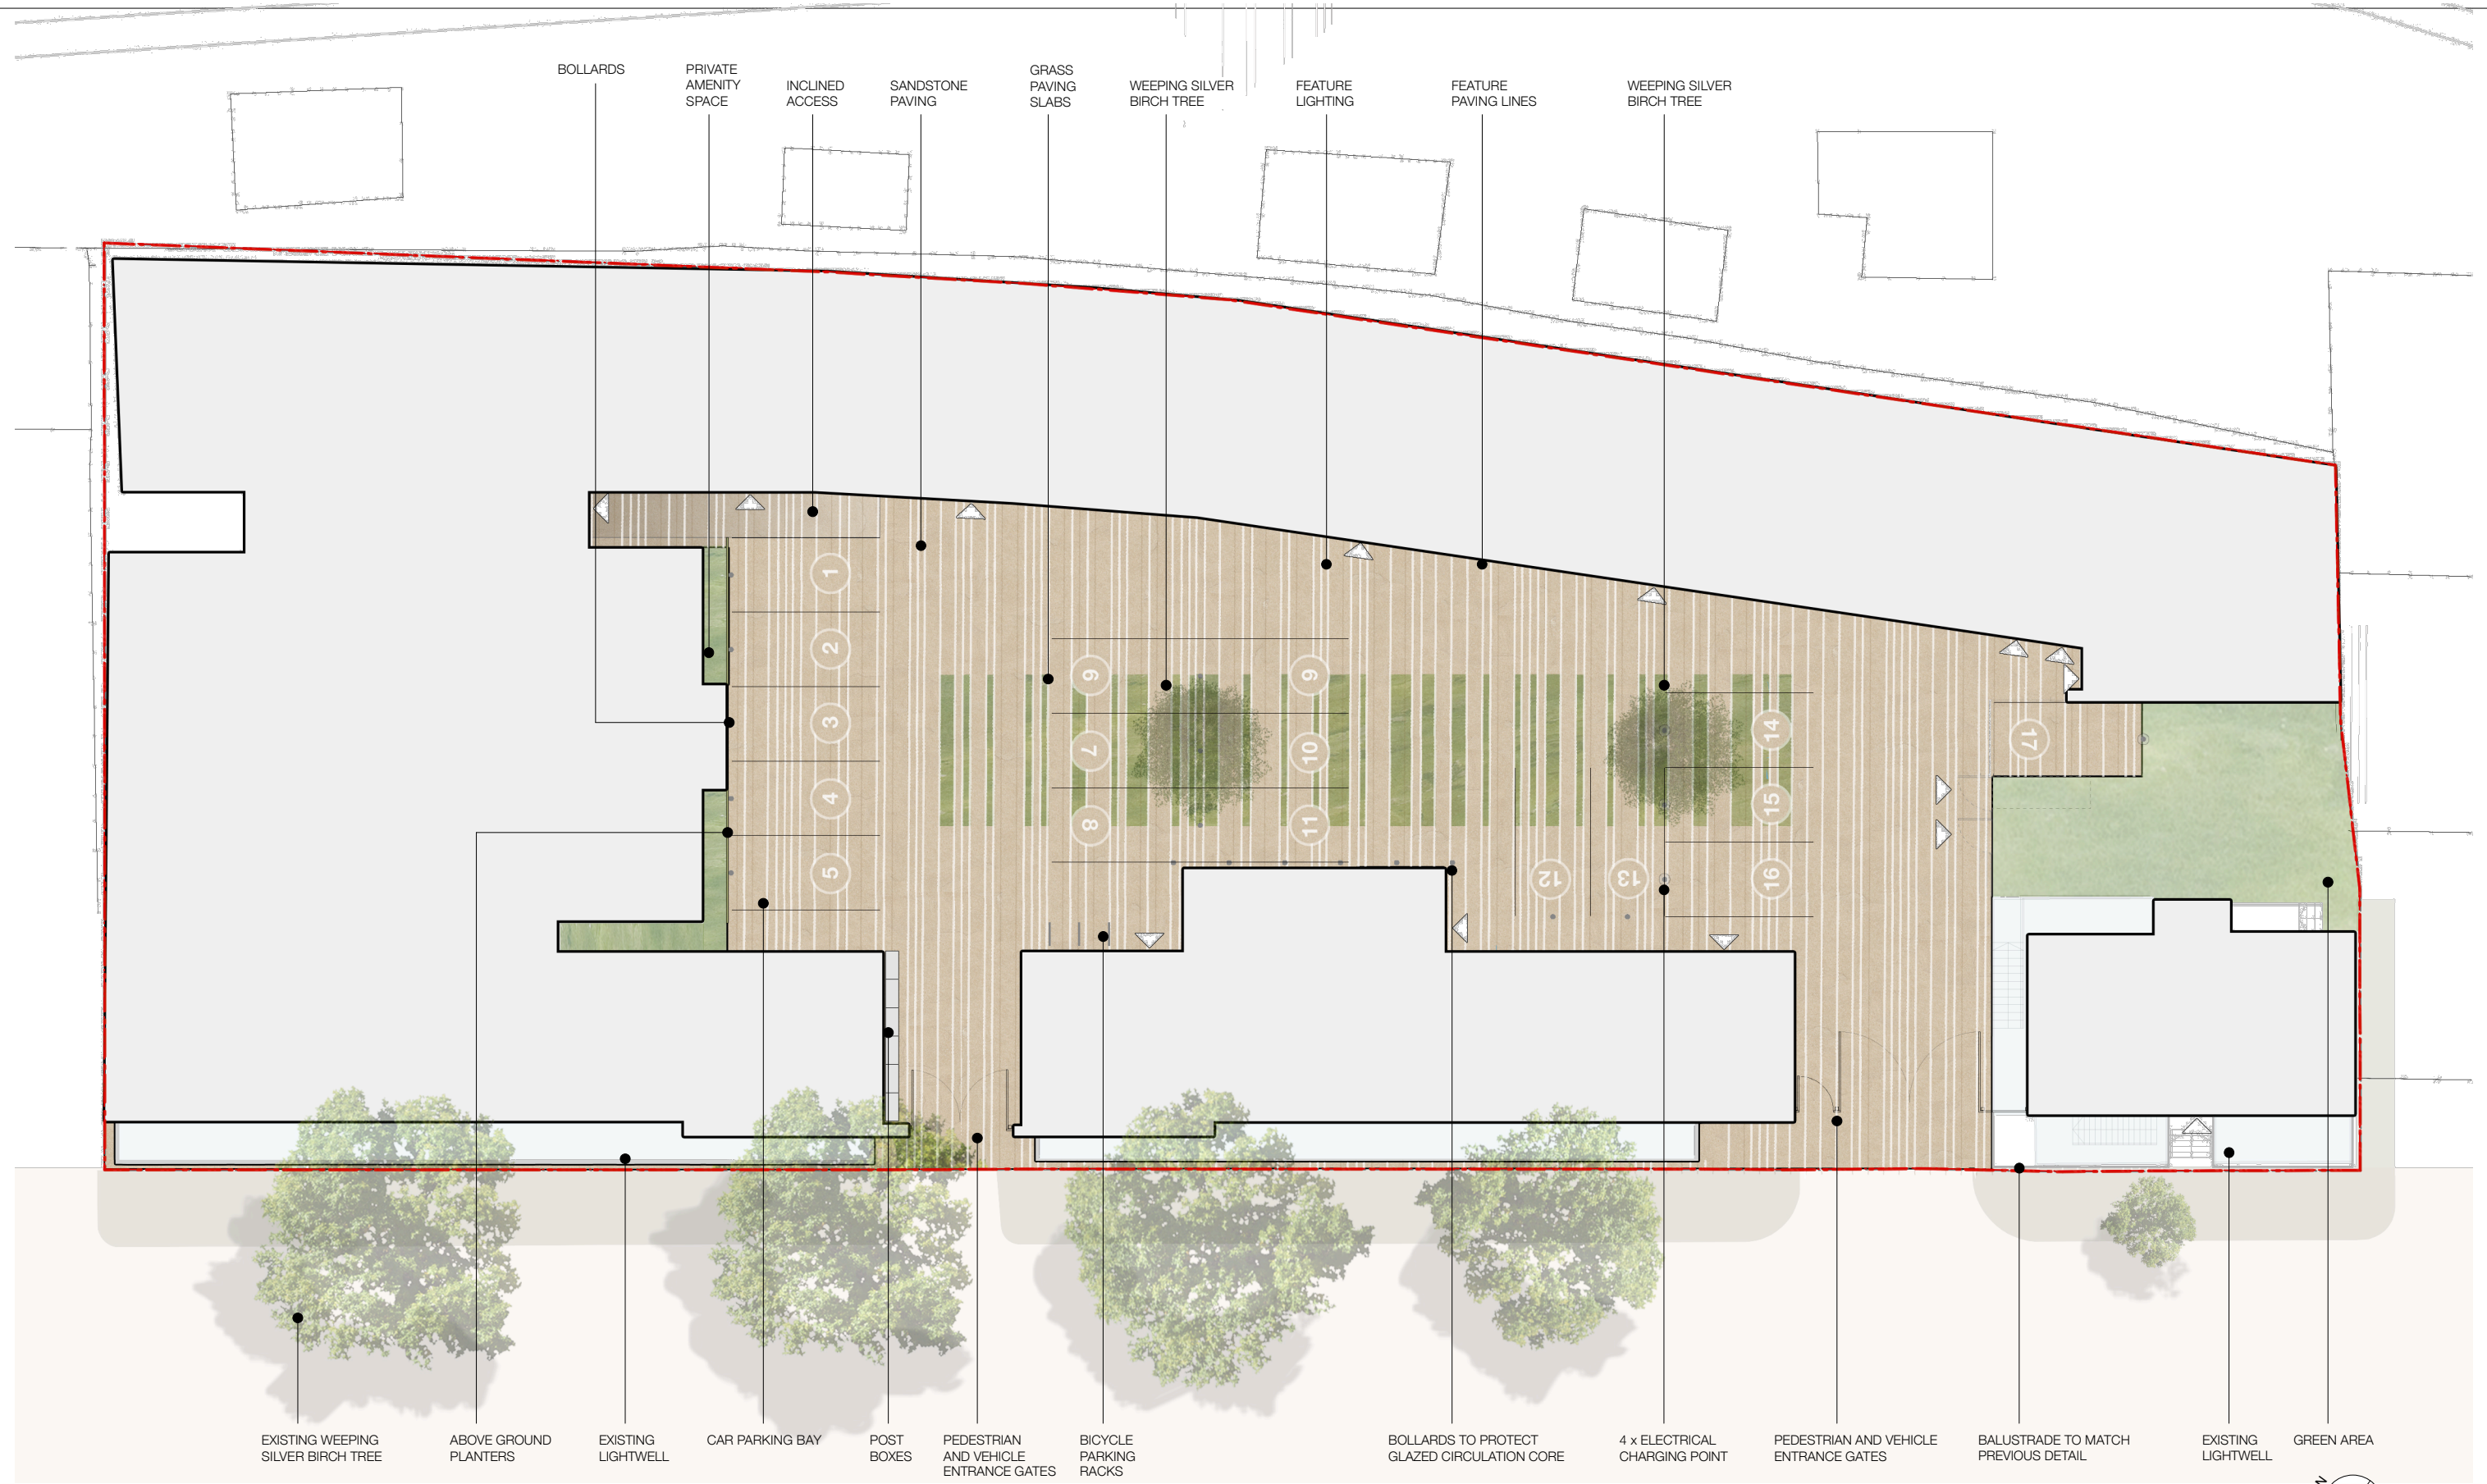 BOLLARDS
PRIVATE
AMENITY
SPACE
INCLINED
ACCESS
SANDSTONE
PAVING
GRASS
PAVING
SLABS
WEEPING SILVER
BIRCH TREE
FEATURE
LIGHTING
FEATURE
PAVING LINES
WEEPING SILVER
BIRCH TREE
1
2
3
4
5
6
7
8
9
10
11
12
13
14
15
16
17
EXISTING WEEPING
SILVER BIRCH TREE
ABOVE GROUND
PLANTERS
EXISTING
LIGHTWELL
CAR PARKING BAY
POST
BOXES
PEDESTRIAN
AND VEHICLE
ENTRANCE GATES
BICYCLE
PARKING
RACKS
BOLLARDS TO PROTECT
GLAZED CIRCULATION CORE
4 x ELECTRICAL
CHARGING POINT
PEDESTRIAN AND VEHICLE
ENTRANCE GATES
BALUSTRADE TO MATCH
PREVIOUS DETAIL
EXISTING
LIGHTWELL
GREEN AREA
N